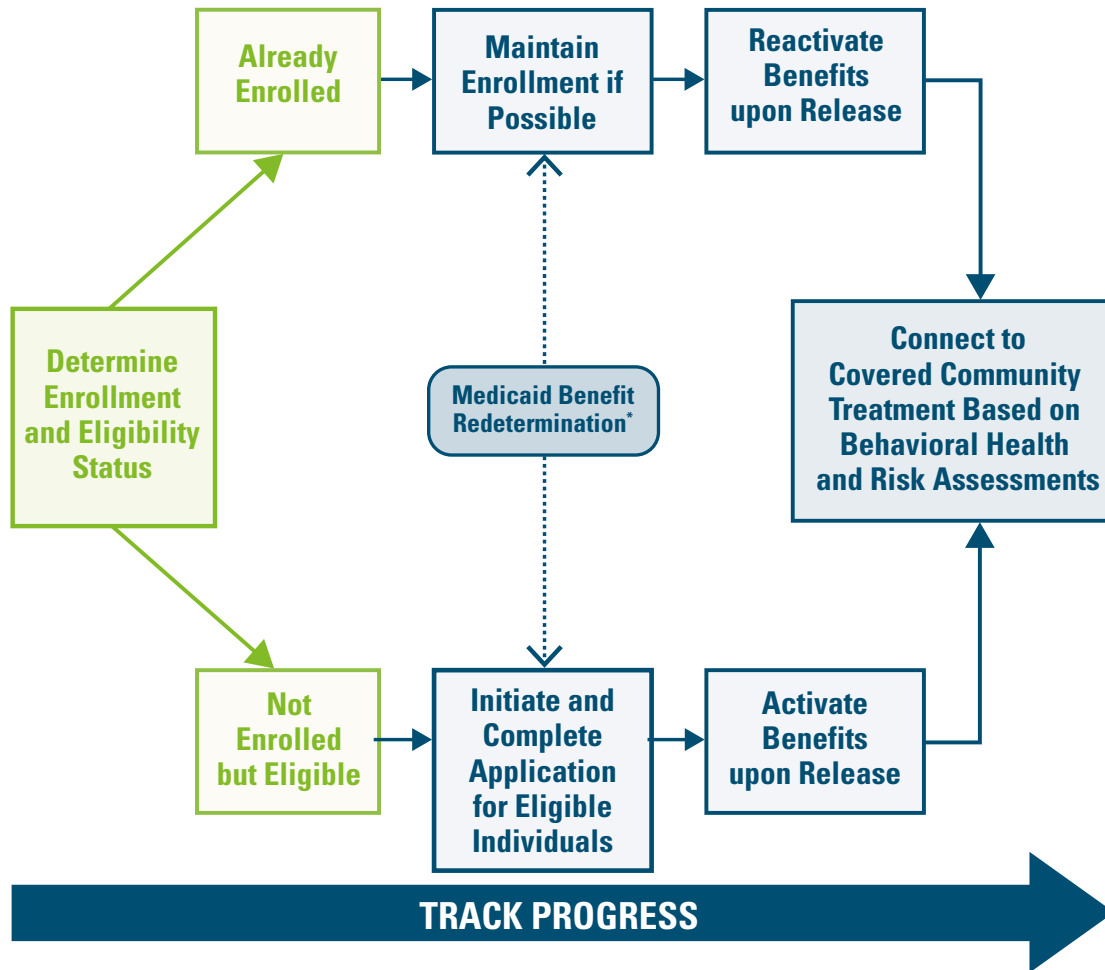 Already
Enrolled
Maintain
Enrollment if
Possible
Reactivate
Benefits
upon Release
Determine
Enrollment
and Eligibility
Status
Medicaid Benefit
Redetermination*
Connect to
Covered Community
Treatment Based on
Behavioral Health
and Risk Assessments
Not
Enrolled
but Eligible
Initiate and
Complete
Application
for Eligible
Individuals
Activate
Benefits
upon Release
TRACK PROGRESS